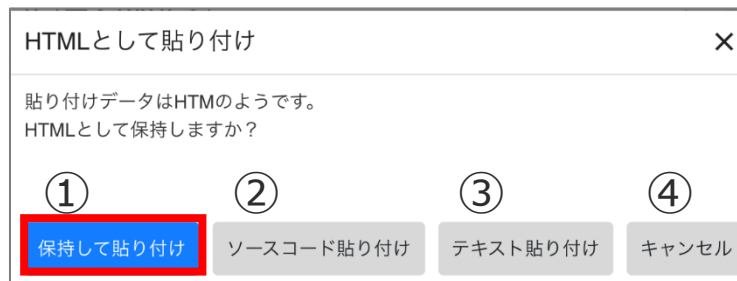 HTMLとして貼り付け ×
貼り付けデータはHTMのようです。
HTMLとして保持しますか？
① ② ③ ④
保持して貼り付け ソースコード貼り付け テキスト貼り付け キャンセル